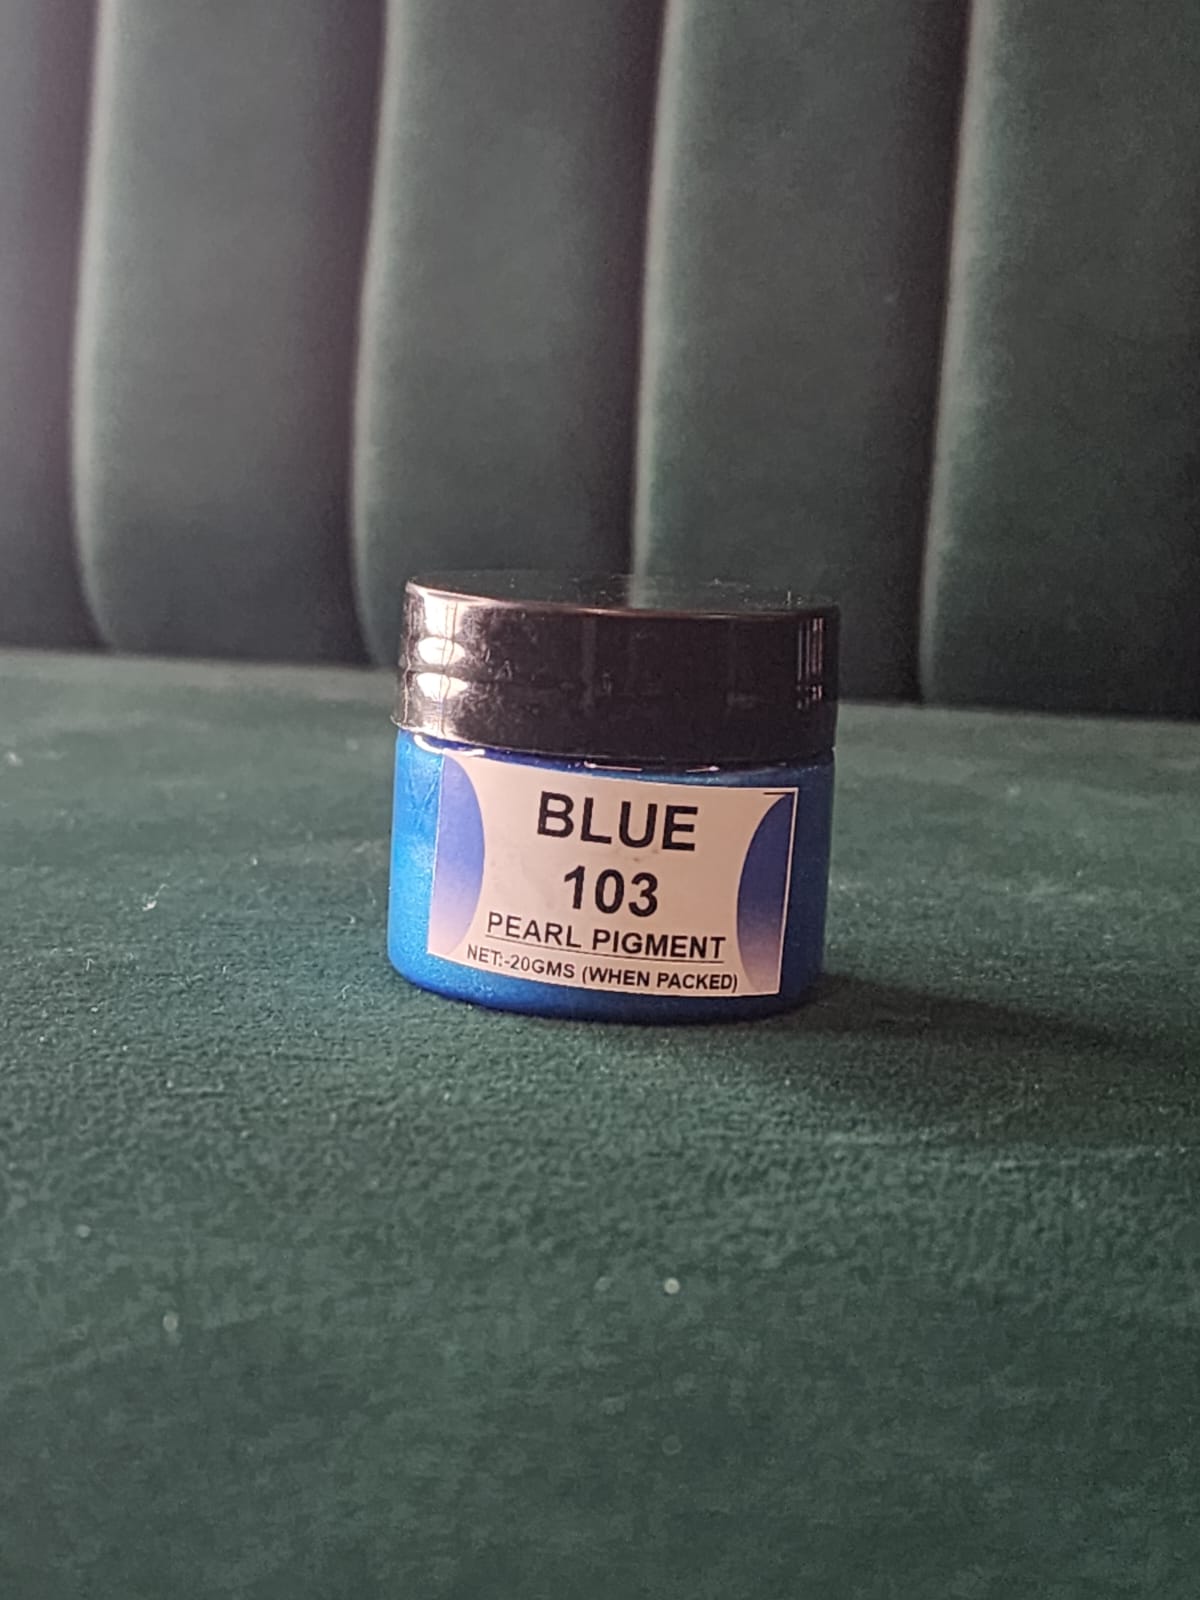 BLUE
103
PEARL PIGMENT
NET:-20GMS (WHEN PACKED)